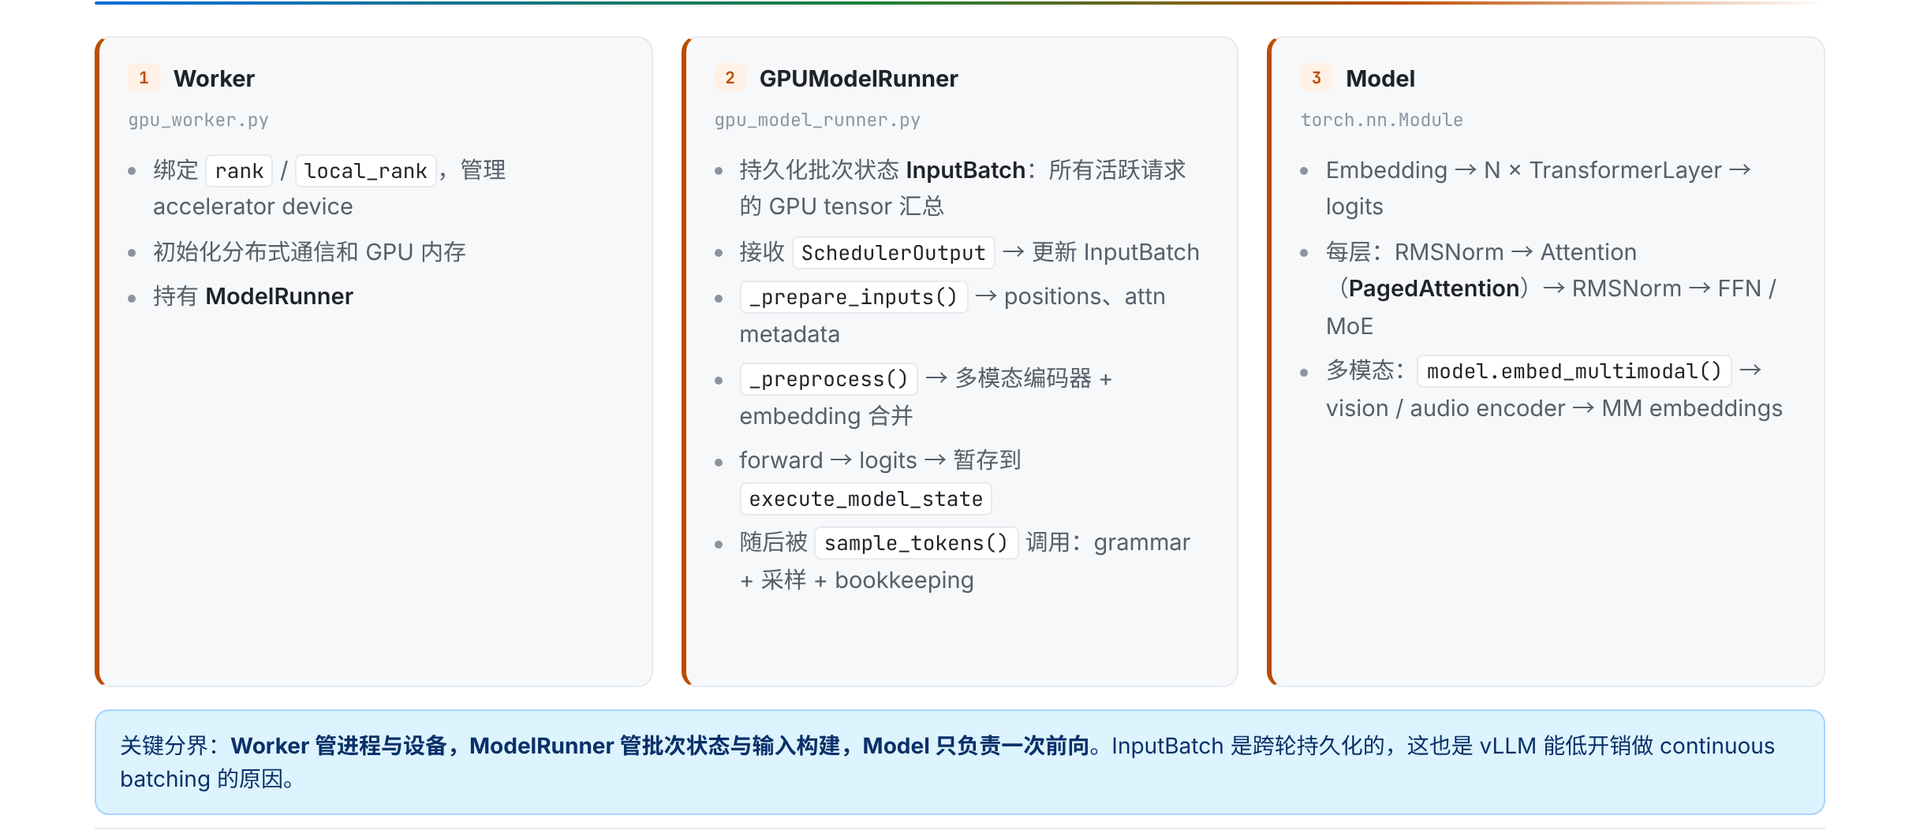 1 Worker
gpu_worker.py
• 绑定 rank / local_rank，管理
accelerator device
• 初始化分布式通信和 GPU 内存
• 持有 ModelRunner
2 GPUModelRunner
gpu_model_runner.py
• 持久化批次状态 InputBatch：所有活跃请求
的 GPU tensor 汇总
• 接收 SchedulerOutput → 更新 InputBatch
• _prepare_inputs() → positions、attn
metadata
• _preprocess() → 多模态编码器 +
embedding 合并
• forward → logits → 暂存到
execute_model_state
• 随后被 sample_tokens() 调用：grammar
+ 采样 + bookkeeping
3 Model
torch.nn.Module
• Embedding → N × TransformerLayer →
logits
• 每层：RMSNorm → Attention
（PagedAttention）→ RMSNorm → FFN /
MoE
• 多模态：model.embed_multimodal() →
vision / audio encoder → MM embeddings
关键分界：Worker 管进程与设备，ModelRunner 管批次状态与输入构建，Model 只负责一次前向。InputBatch 是跨轮持久化的，这也是 vLLM 能低开销做 continuous
batching 的原因。